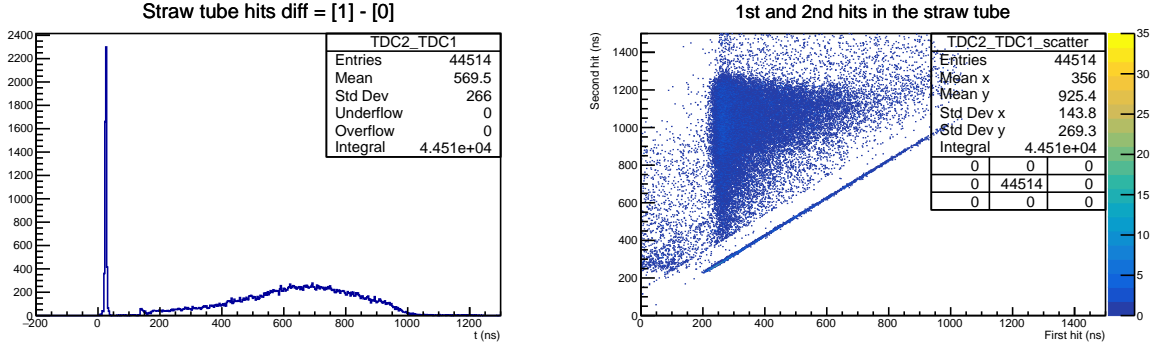 Straw tube hits diff = [1] - [0]
2400
2200
2000
1800
1600
1400
1200
1000
800
600
400
200
0
−200 0 200 400 600 800 1000 1200
t (ns)
TDC2_TDC1
Entries 44514
Mean 569.5
Std Dev 266
Underflow 0
Overflow 0
Integral 4.451e+04
1st and 2nd hits in the straw tube
Second hit (ns)
1400
1200
1000
800
600
400
200
0
0 200 400 600 800 1000 1200 1400
First hit (ns)
TDC2_TDC1_scatter
Entries 44514
Mean x 356
Mean y 925.4
Std Dev x 143.8
Std Dev y 269.3
Integral 4.451e+04
0 0 0
0 44514 0
0 0 0
35
30
25
20
15
10
5
0